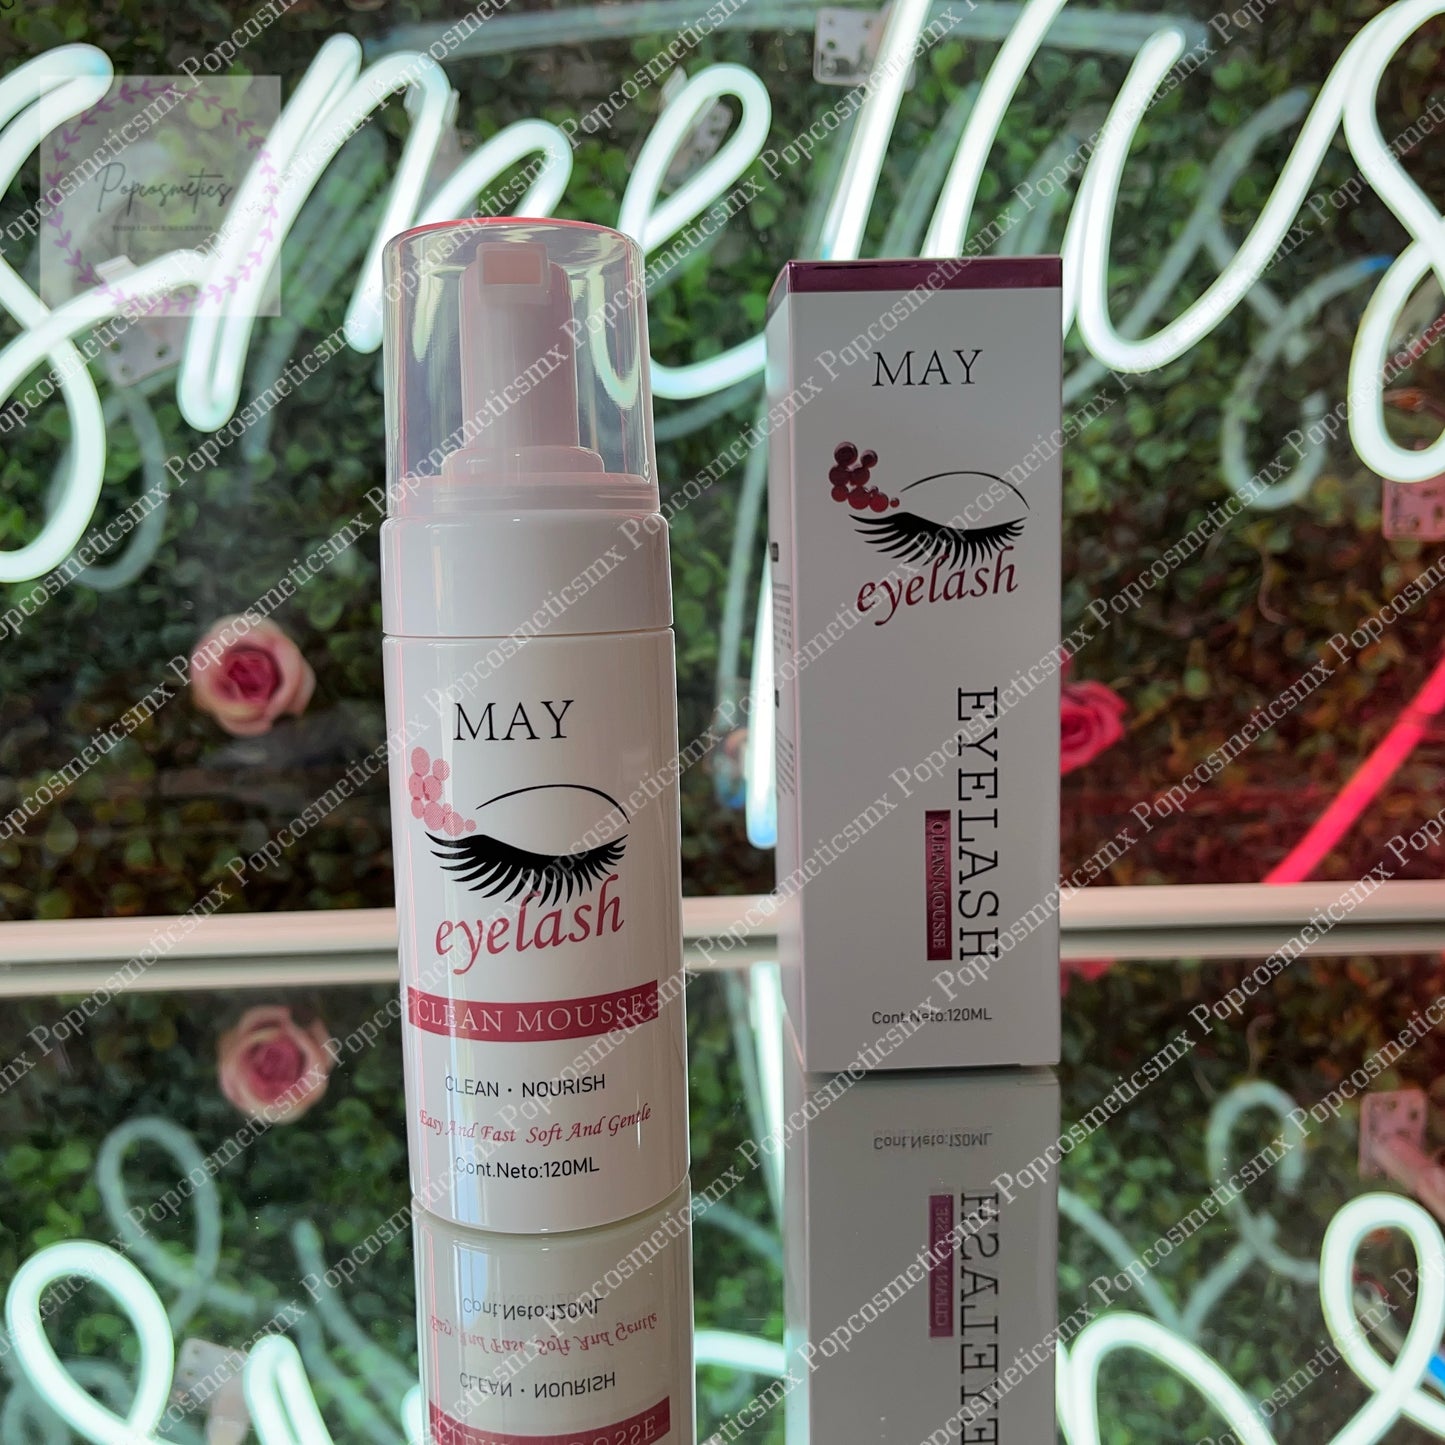 Popcosmetics
MAY
eyelash
CLEAN MOUSSE
CLEAN • NOURISH
Easy And Fast Soft And Gentle
Cont.Neto:120ML
MAY
eyelash
EYELASH
MOUSSE
Cont.Neto:120ML
Popcosmeticsmx